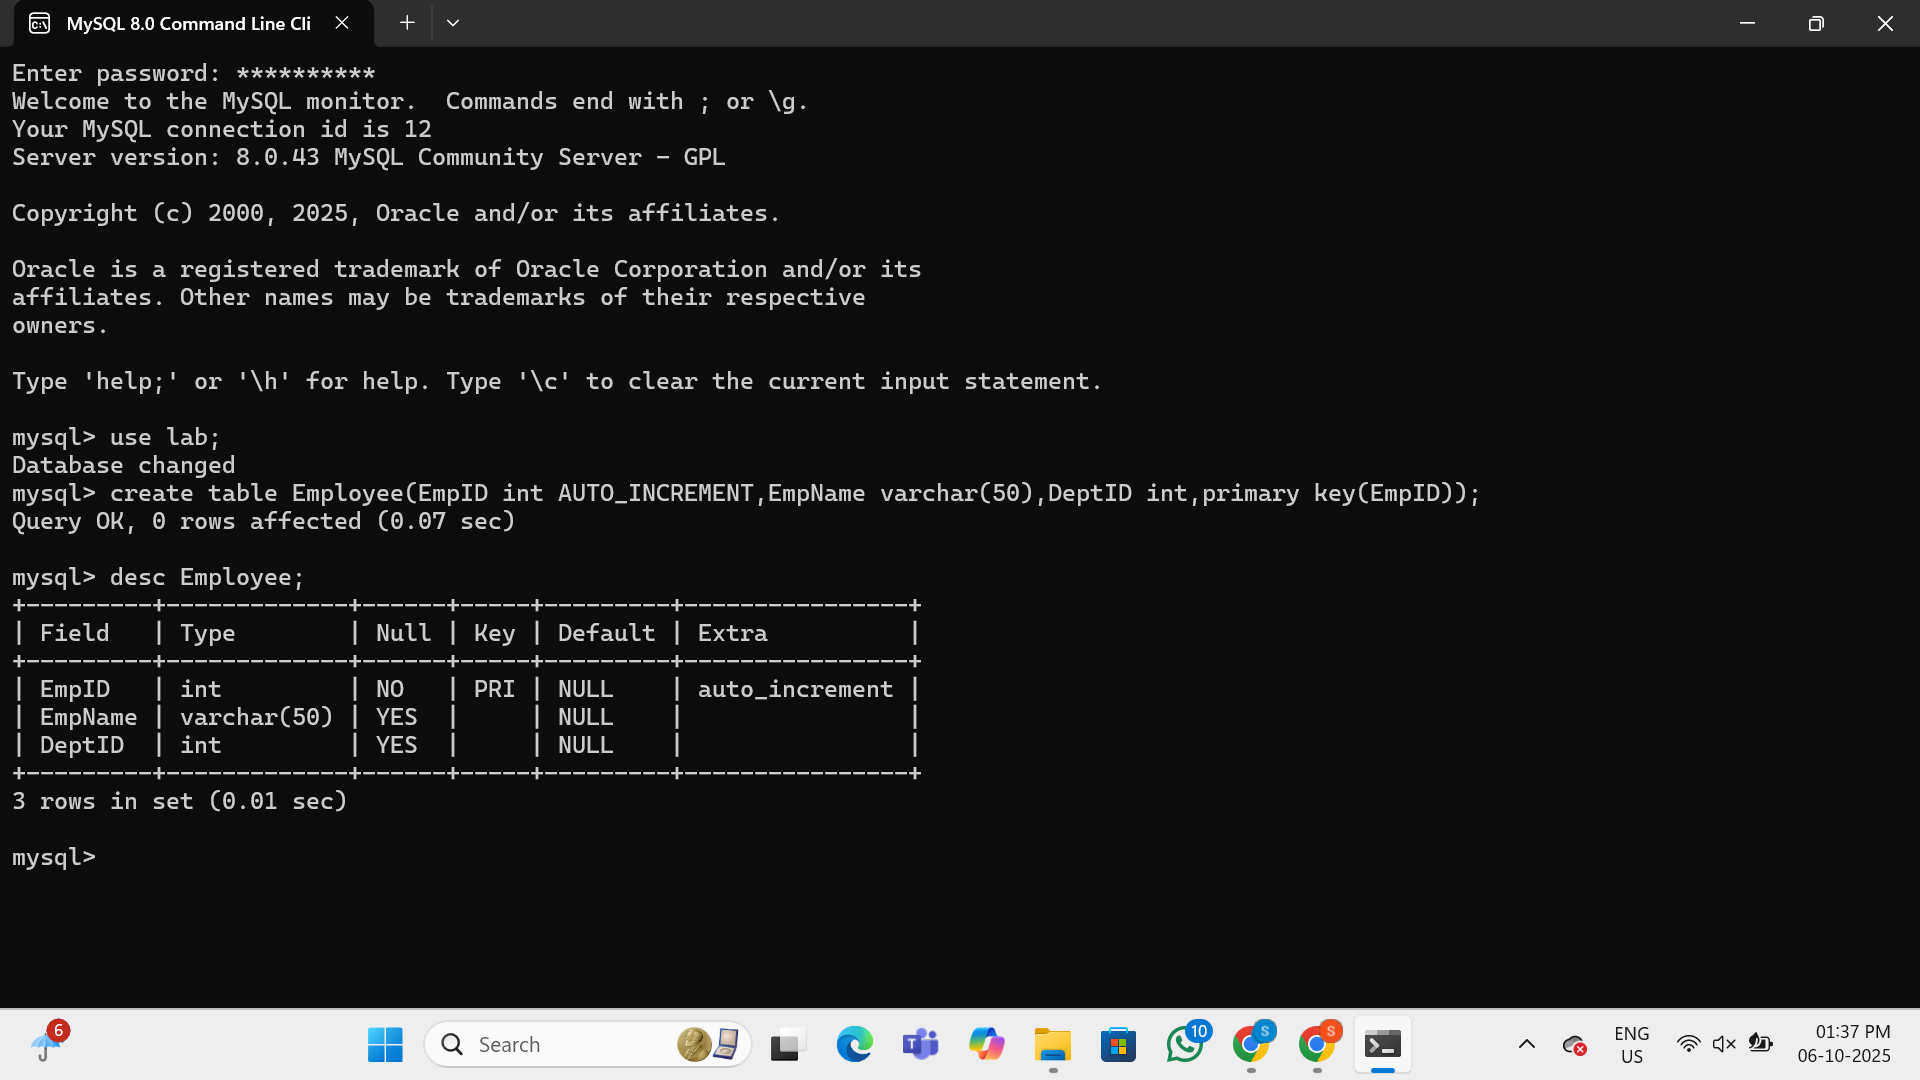 MySQL 8.0 Command Line Cli
Enter password: **********
Welcome to the MySQL monitor.  Commands end with ; or \g.
Your MySQL connection id is 12
Server version: 8.0.43 MySQL Community Server - GPL
Copyright (c) 2000, 2025, Oracle and/or its affiliates.
Oracle is a registered trademark of Oracle Corporation and/or its
affiliates. Other names may be trademarks of their respective
owners.
Type 'help;' or '\h' for help. Type '\c' to clear the current input statement.
mysql> use lab;
Database changed
mysql> create table Employee(EmpID int AUTO_INCREMENT,EmpName varchar(50),DeptID int,primary key(EmpID));
Query OK, 0 rows affected (0.07 sec)
mysql> desc Employee;
+---------+-------------+------+-----+---------+----------------+
| Field   | Type        | Null | Key | Default | Extra          |
+---------+-------------+------+-----+---------+----------------+
| EmpID   | int         | NO   | PRI | NULL    | auto_increment |
| EmpName | varchar(50) | YES  |     | NULL    |                |
| DeptID  | int         | YES  |     | NULL    |                |
+---------+-------------+------+-----+---------+----------------+
3 rows in set (0.01 sec)
mysql>
6
Search
T
10
S
S
ENG
US
01:37 PM
06-10-2025